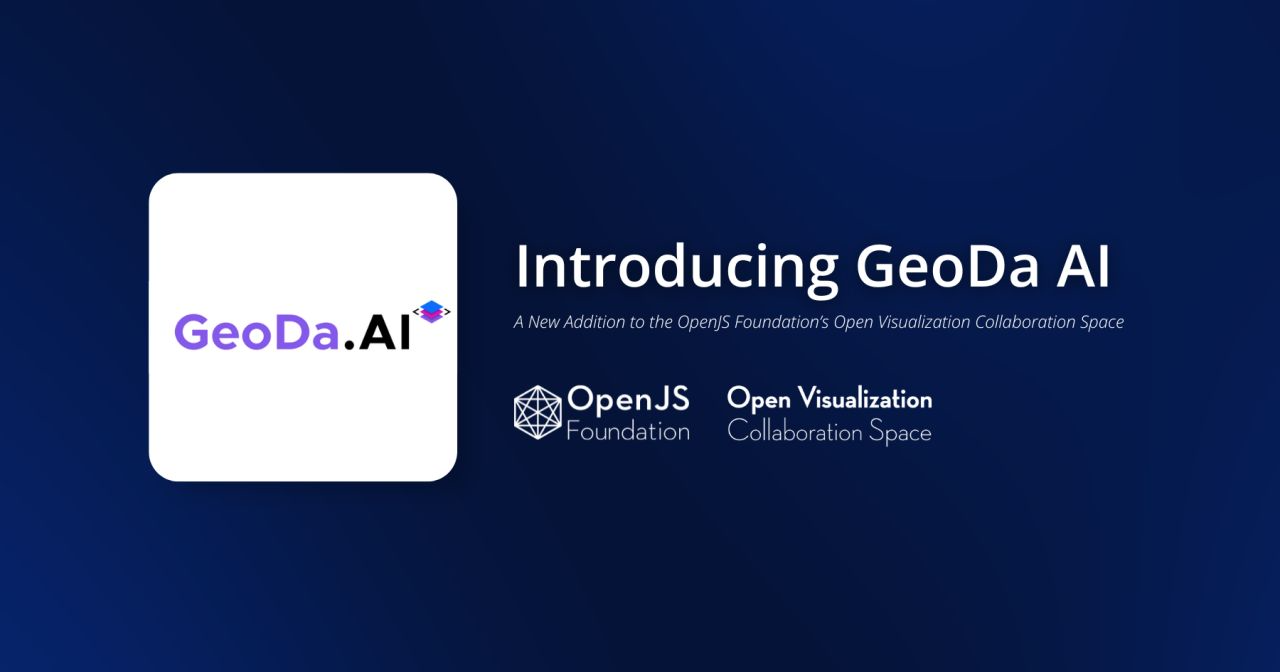 GeoDa.AI
Introducing GeoDa AI
A New Addition to the OpenJS Foundation’s Open Visualization Collaboration Space
OpenJS
Foundation
Open Visualization
Collaboration Space